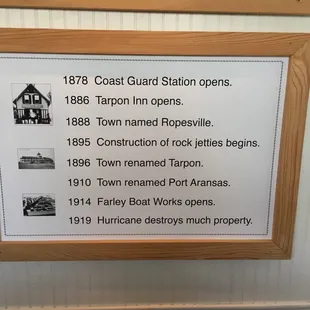 1878 Coast Guard Station opens.
1886 Tarpon Inn opens.
1888 Town named Ropesville.
1895 Construction of rock jetties begins.
1896 Town renamed Tarpon.
1910 Town renamed Port Aransas.
1914 Farley Boat Works opens.
1919 Hurricane destroys much property.